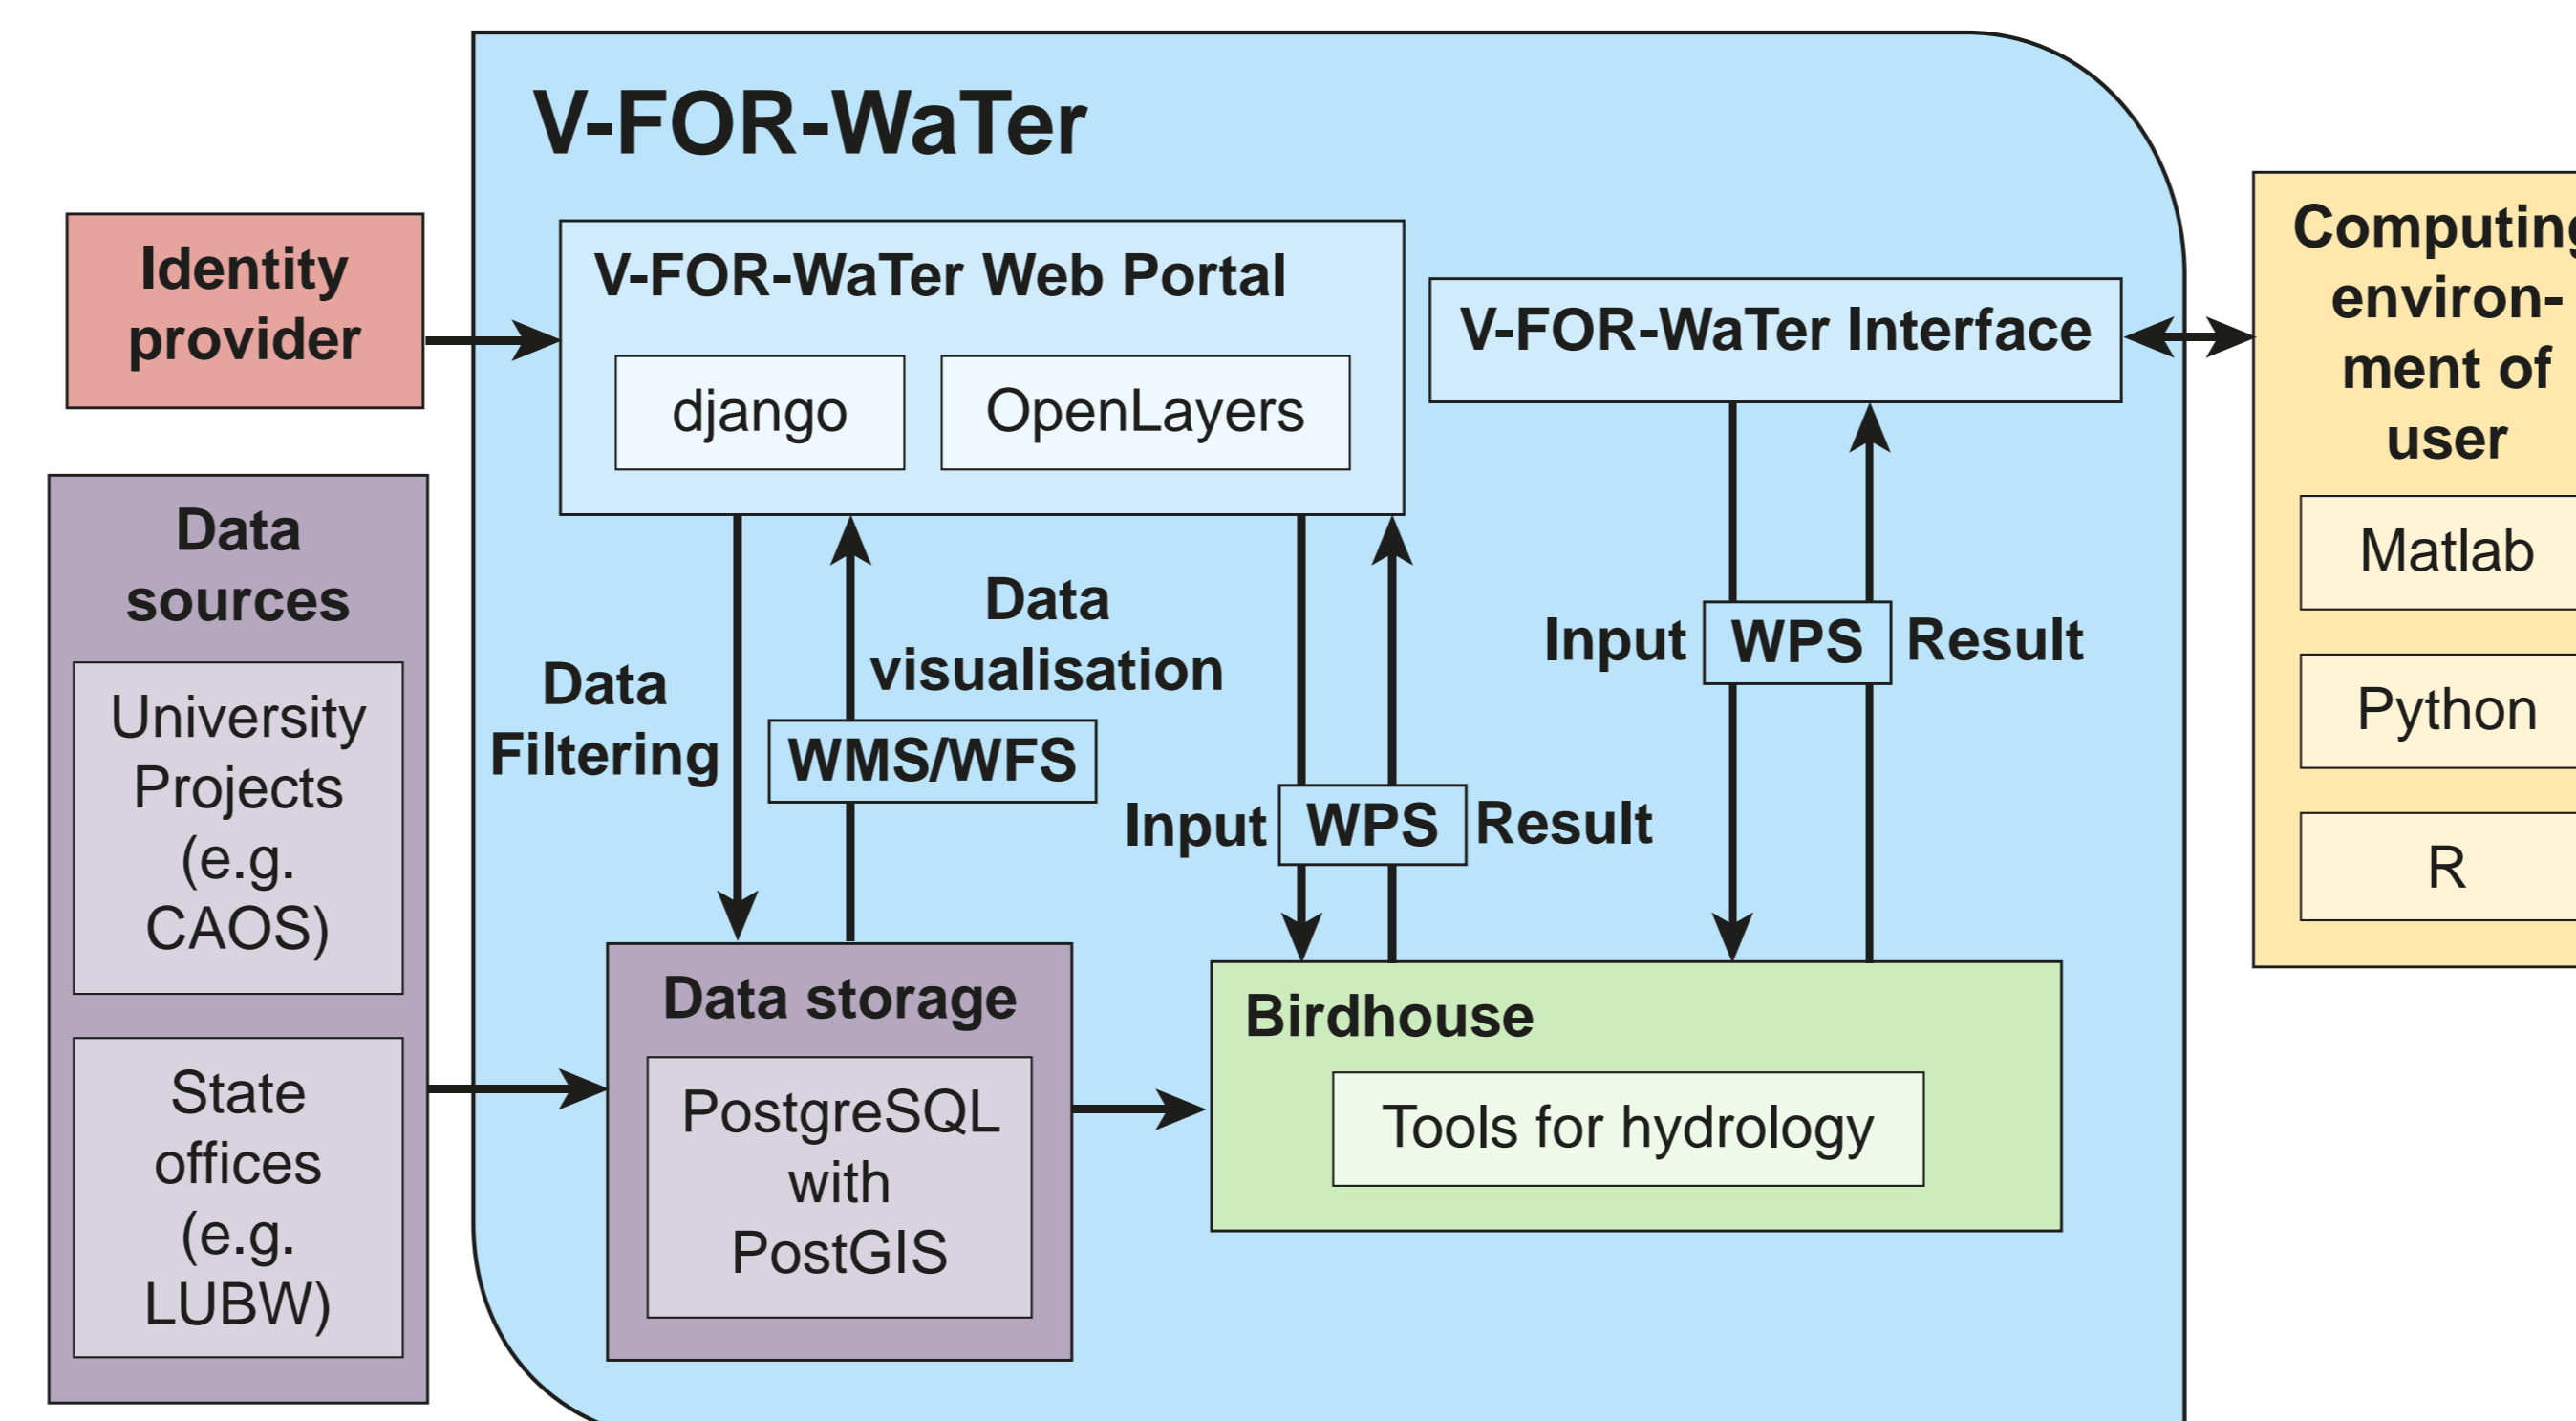 V-FOR-WaTer
Identity
provider
Data
sources
University
Projects
(e.g.
CAOS)
State
offices
(e.g.
LUBW)
V-FOR-WaTer Web Portal
django
OpenLayers
V-FOR-WaTer Interface
Data
Filtering
Data
visualisation
WMS/WFS
Input
WPS
Result
Input
WPS
Result
Data storage
PostgreSQL
with
PostGIS
Birdhouse
Tools for hydrology
Computing
environ-
ment of
user
Matlab
Python
R